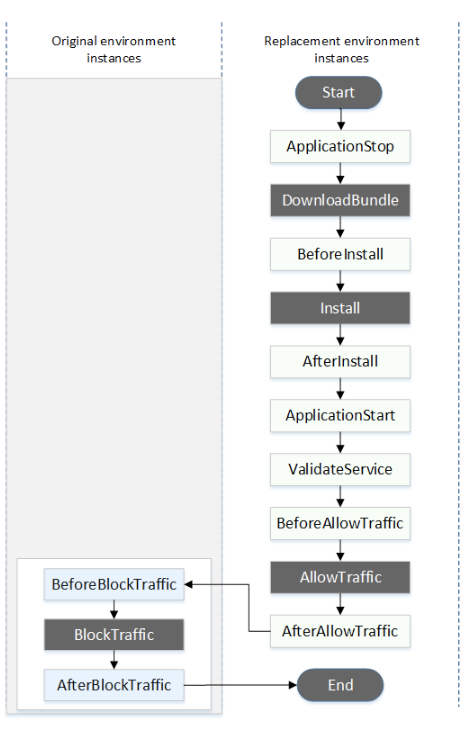 Original environment
instances
Replacement environment
instances
Start
ApplicationStop
DownloadBundle
BeforeInstall
Install
AfterInstall
ApplicationStart
ValidateService
BeforeAllowTraffic
AllowTraffic
AfterAllowTraffic
BeforeBlockTraffic
BlockTraffic
AfterBlockTraffic
End